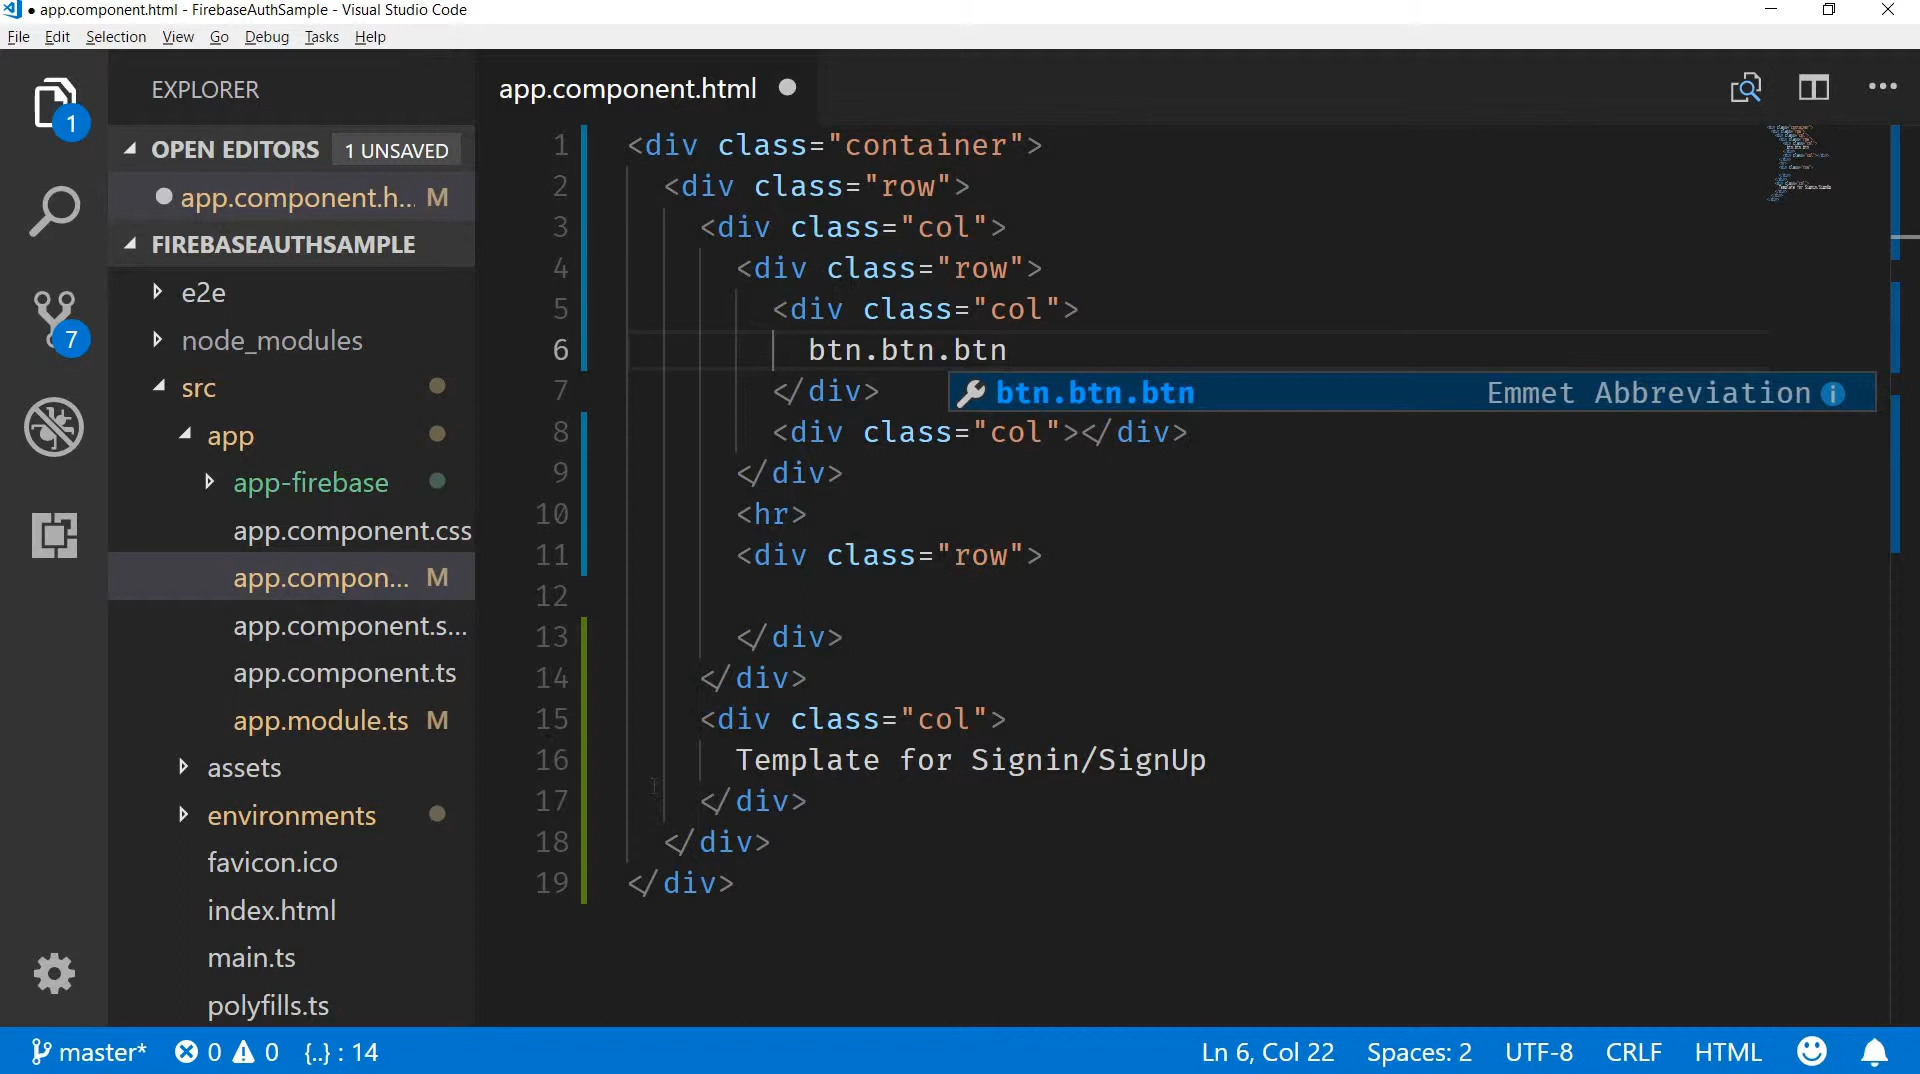 ● app.component.html - FirebaseAuthSample - Visual Studio Code
File Edit Selection View Go Debug Tasks Help
EXPLORER
OPEN EDITORS 1 UNSAVED
app.component.h... M
FIREBASEAUTHSAMPLE
e2e
node_modules
src
app
app-firebase
app.component.css
app.compon... M
app.component.s...
app.component.ts
app.module.ts M
assets
environments
favicon.ico
index.html
main.ts
polyfills.ts
1
7
app.component.html
1 <div class="container">
2 <div class="row">
3 <div class="col">
4 <div class="row">
5 <div class="col">
6 btn.btn.btn
7 </div>
btn.btn.btn Emmet Abbreviation
8 <div class="col"></div>
9 </div>
10 <hr>
11 <div class="row">
12
13 </div>
14 </div>
15 <div class="col">
16 Template for Signin/SignUp
17 </div>
18 </div>
19 </div>
master* 0 0 {..} : 14 Ln 6, Col 22 Spaces: 2 UTF-8 CRLF HTML